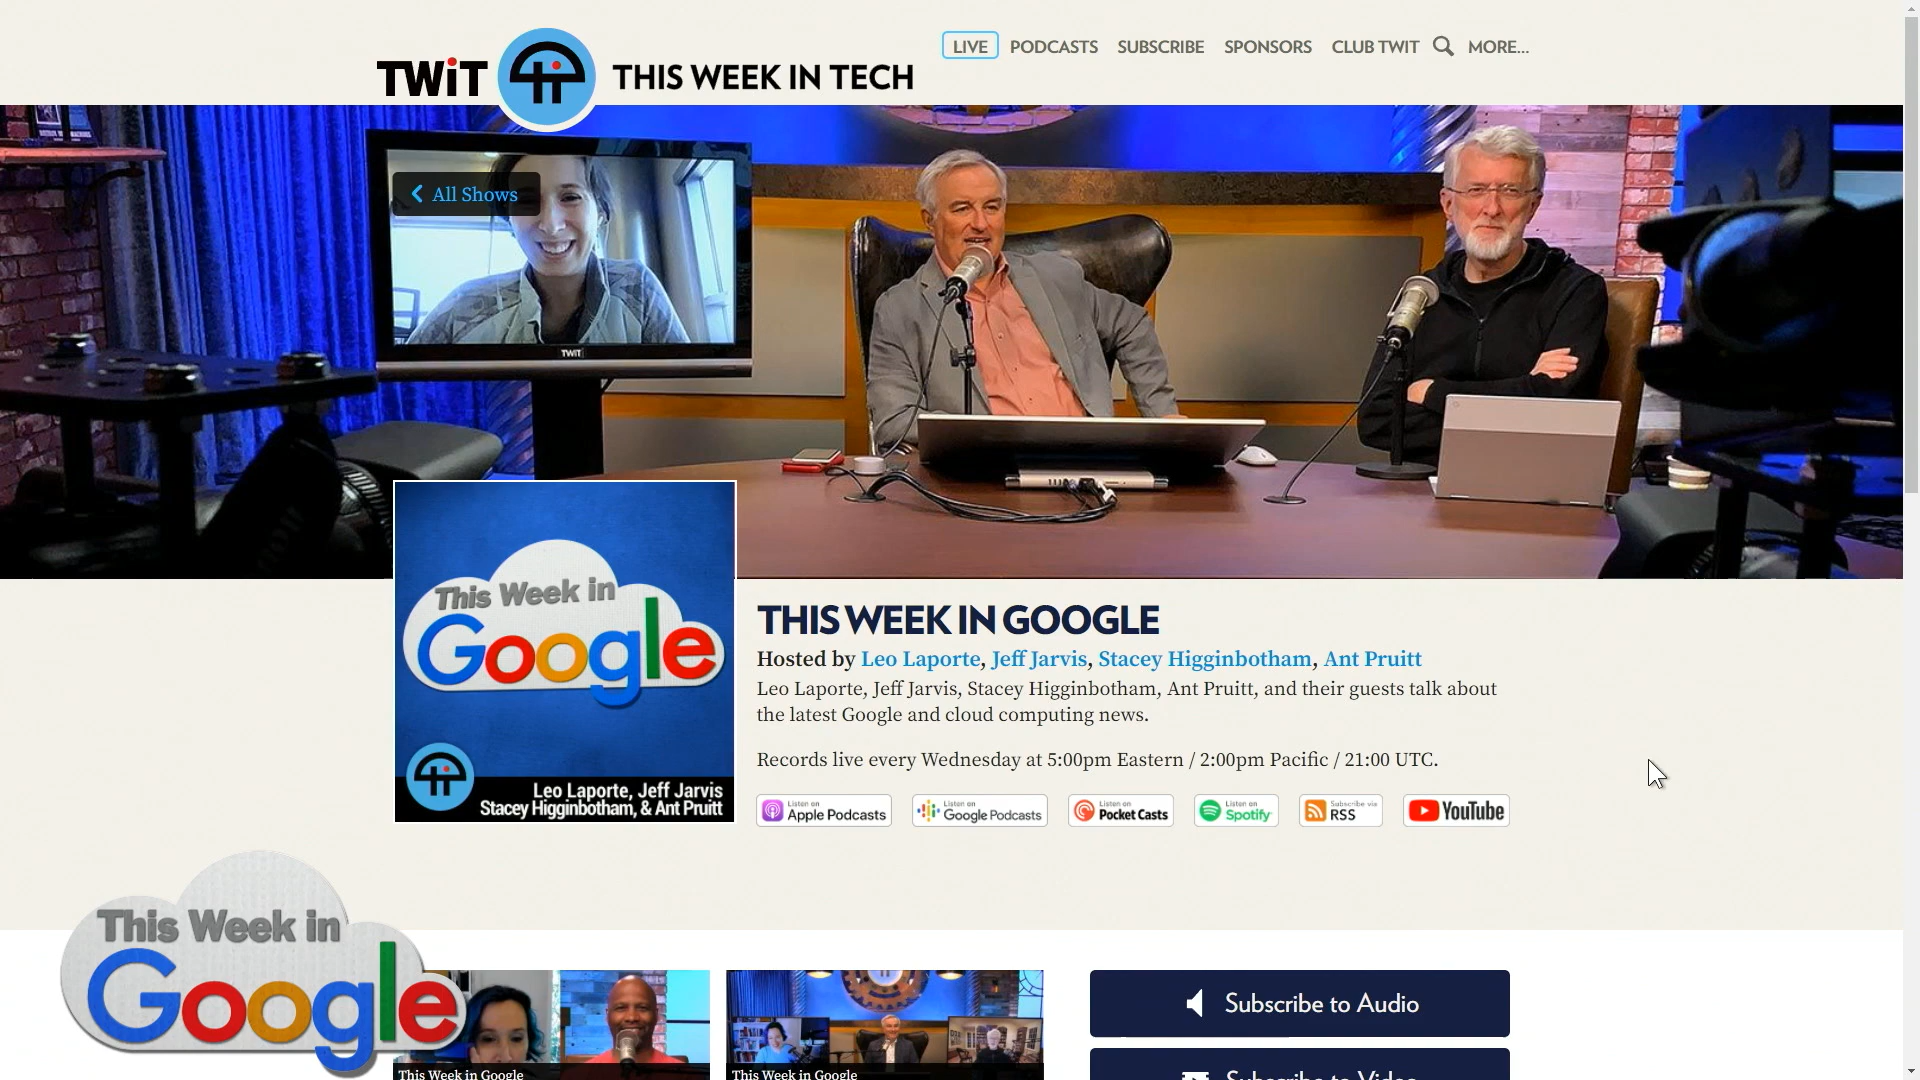 TWiT
THIS WEEK IN TECH
LIVE
PODCASTS
SUBSCRIBE
SPONSORS
CLUB TWIT
MORE...
All Shows
TWiT
This Week in
Google
Leo Laporte, Jeff Jarvis
Stacey Higginbotham, & Ant Pruitt
THIS WEEK IN GOOGLE
Hosted by Leo Laporte, Jeff Jarvis, Stacey Higginbotham, Ant Pruitt
Leo Laporte, Jeff Jarvis, Stacey Higginbotham, Ant Pruitt, and their guests talk about
the latest Google and cloud computing news.
Records live every Wednesday at 5:00pm Eastern / 2:00pm Pacific / 21:00 UTC.
Listen on
Apple Podcasts
Listen on
Google Podcasts
Listen on
Pocket Casts
Listen on
Spotify
Subscribe via
RSS
YouTube
This Week in
Google
This Week in Google
This Week in Google
Subscribe to Audio
Subscribe to Video